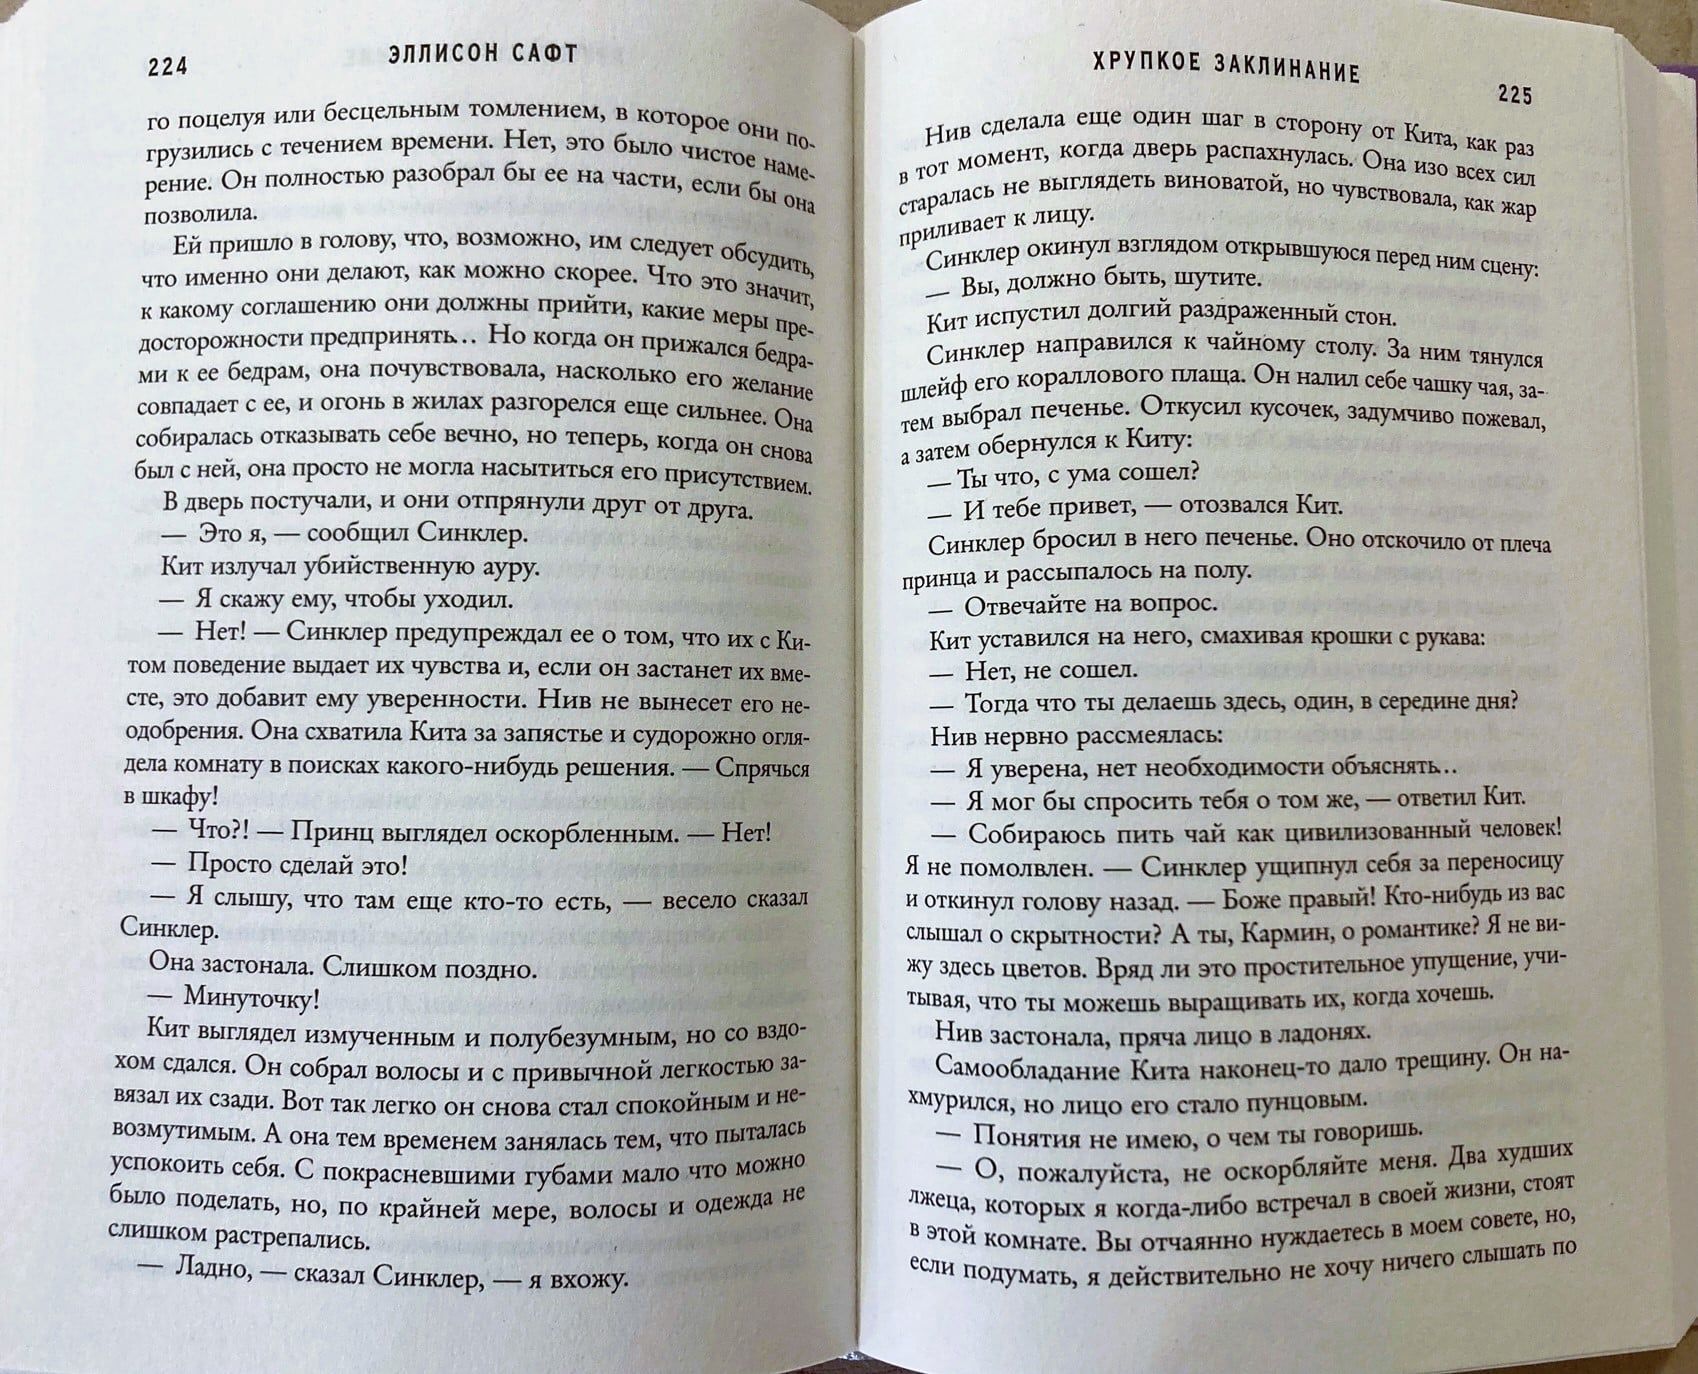 224
ЭЛЛИСОН САФТ
го поцелуя или бесцельным томлением, в которое они по-
грузились с течением времени. Нет, это было чистое наме-
рение. Он полностью разобрал бы ее на части, если бы она
позволила.
Ей пришло в голову, что, возможно, им следует обсудить,
что именно они делают, как можно скорее. Что это значит,
к какому соглашению они должны прийти, какие меры пре-
досторожности предпринять… Но когда он прижался бедра-
ми к ее бедрам, она почувствовала, насколько его желание
совпадает с ее, и огонь в жилах разгорелся еще сильнее. Она
собиралась отказывать себе вечно, но теперь, когда он снова
был с ней, она просто не могла насытиться его присутствием.
В дверь постучали, и они отпрянули друг от друга.
— Это я, — сообщил Синклер.
Кит излучал убийственную ауру.
— Я скажу ему, чтобы уходил.
— Нет! — Синклер предупреждал ее о том, что их с Ки-
том поведение выдает их чувства и, если он застанет их вме-
сте, это добавит ему уверенности. Нив не вынесет его не-
одобрения. Она схватила Кита за запястье и судорожно огля-
дела комнату в поисках какого-нибудь решения. — Спрячься
в шкафу!
— Что?! — Принц выглядел оскорбленным. — Нет!
— Просто сделай это!
— Я слышу, что там еще кто-то есть, — весело сказал
Синклер.
Она застонала. Слишком поздно.
— Минуточку!
Кит выглядел измученным и полубезумным, но со вздо-
хом сдался. Он собрал волосы и с привычной легкостью за-
вязал их сзади. Вот так легко он снова стал спокойным и не-
возмутимым. А она тем временем занялась тем, что пыталась
успокоить себя. С покрасневшими губами мало что можно
было поделать, но, по крайней мере, волосы и одежда не
слишком растрепались.
— Ладно, — сказал Синклер, — я вхожу.
ХРУПКОЕ ЗАКЛИНАНИЕ
225
Нив сделала еще один шаг в сторону от Кита, как раз
в тот момент, когда дверь распахнулась. Она изо всех сил
старалась не выглядеть виноватой, но чувствовала, как жар
приливает к лицу.
Синклер окинул взглядом открывшуюся перед ним сцену:
— Вы, должно быть, шутите.
Кит испустил долгий раздраженный стон.
Синклер направился к чайному столу. За ним тянулся
шлейф его кораллового плаща. Он налил себе чашку чая, за-
тем выбрал печенье. Откусил кусочек, задумчиво пожевал,
а затем обернулся к Киту:
— Ты что, с ума сошел?
— И тебе привет, — отозвался Кит.
Синклер бросил в него печенье. Оно отскочило от плеча
принца и рассыпалось на полу.
— Отвечайте на вопрос.
Кит уставился на него, смахивая крошки с рукава:
— Нет, не сошел.
— Тогда что ты делаешь здесь, один, в середине дня?
Нив нервно рассмеялась:
— Я уверена, нет необходимости объяснять…
— Я мог бы спросить тебя о том же, — ответил Кит.
— Собираюсь пить чай как цивилизованный человек!
Я не помолвлен. — Синклер ущипнул себя за переносицу
и откинул голову назад. — Боже правый! Кто-нибудь из вас
слышал о скрытности? А ты, Кармин, о романтике? Я не ви-
жу здесь цветов. Вряд ли это простительное упущение, учи-
тывая, что ты можешь выращивать их, когда хочешь.
Нив застонала, пряча лицо в ладонях.
Самообладание Кита наконец-то дало трещину. Он на-
хмурился, но лицо его стало пунцовым.
— Понятия не имею, о чем ты говоришь.
— О, пожалуйста, не оскорбляйте меня. Два худших
лжеца, которых я когда-либо встречал в своей жизни, стоят
в этой комнате. Вы отчаянно нуждаетесь в моем совете, но,
если подумать, я действительно не хочу ничего слышать по